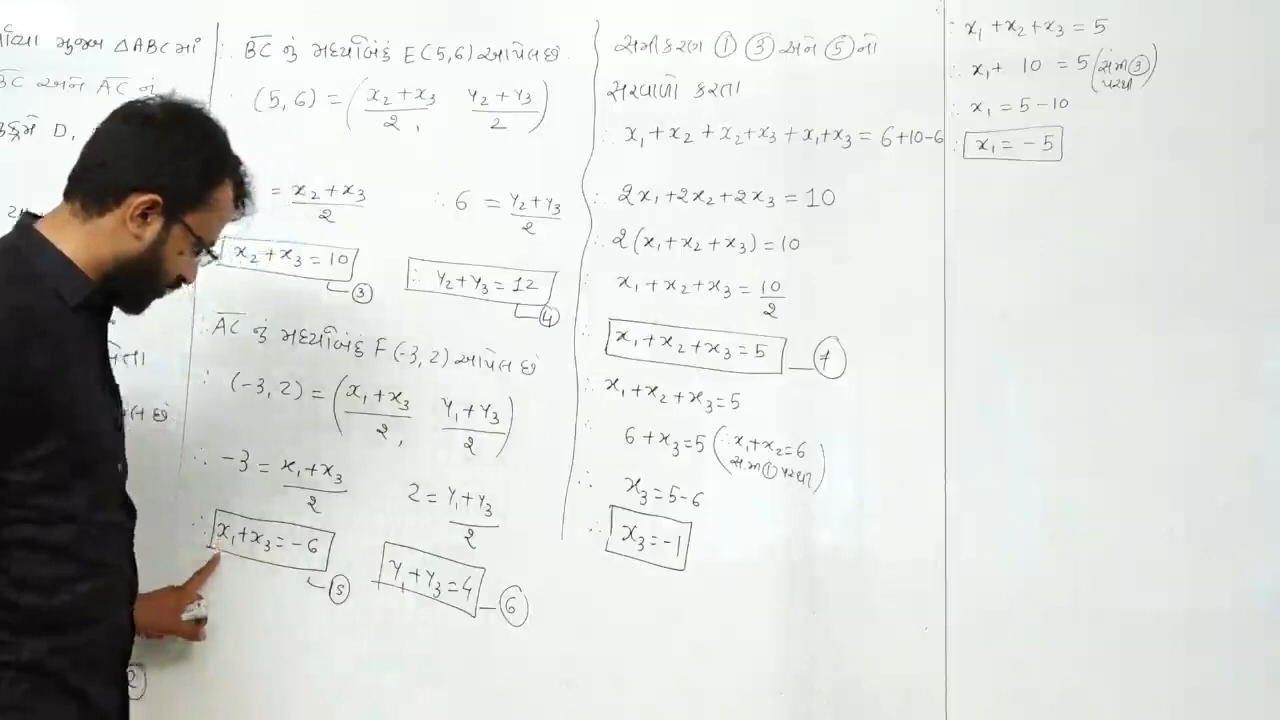 મુજબ △ABC માં
BC અને AC નું
D,
∴ BC નું મધ્યબિંદુ E(5,6) આપેલ છે
(5,6) = (x₂+x₃/2, y₂+y₃/2)
= x₂+x₃/2 ∴ 6 = y₂+y₃/2
x₂+x₃=10 ③ ∴ y₂+y₃=12 ④
∴ AC નું મધ્યબિંદુ F(-3,2) આપેલ છે
∴ (-3,2) = (x₁+x₃/2, y₁+y₃/2)
∴ -3 = x₁+x₃/2 2 = y₁+y₃/2
∴ x₁+x₃=-6 ⑤ y₁+y₃=4 ⑥
સમીકરણ ① ③ અને ⑤ નો
સરવાળો કરતા
∴ x₁+x₂+x₂+x₃+x₁+x₃=6+10-6
∴ 2x₁+2x₂+2x₃=10
∴ 2(x₁+x₂+x₃)=10
∴ x₁+x₂+x₃=10/2
∴ x₁+x₂+x₃=5 ⑦
∴ x₁+x₂+x₃=5
∴ 6+x₃=5 (∵ x₁+x₂=6
સમી ① પરથી)
∴ x₃=5-6
∴ x₃=-1
∴ x₁+x₂+x₃=5
∴ x₁+10=5 (સમી ③
પરથી)
∴ x₁=5-10
∴ x₁=-5